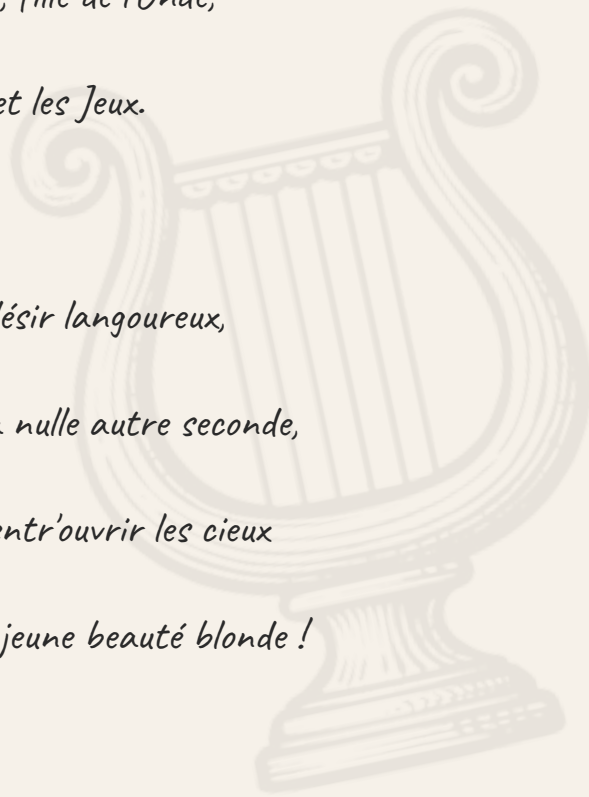 fille de l'Onde,
et les Jeux.
désir langoureux,
nulle autre seconde,
entr'ouvrir les cieux
jeune beauté blonde !